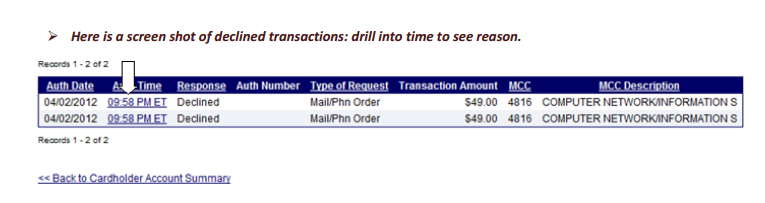 ➢ Here is a screen shot of declined transactions: drill into time to see reason.
Records 1 - 2 of 2
Auth Date Time Response Auth Number Type of Request Transaction Amount MCC MCC Description
04/02/2012 09:58 PM ET Declined Mail/Phn Order $49.00 4816 COMPUTER NETWORK/INFORMATION S
04/02/2012 09:58 PM ET Declined Mail/Phn Order $49.00 4816 COMPUTER NETWORK/INFORMATION S
Records 1 - 2 of 2
<< Back to Cardholder Account Summary